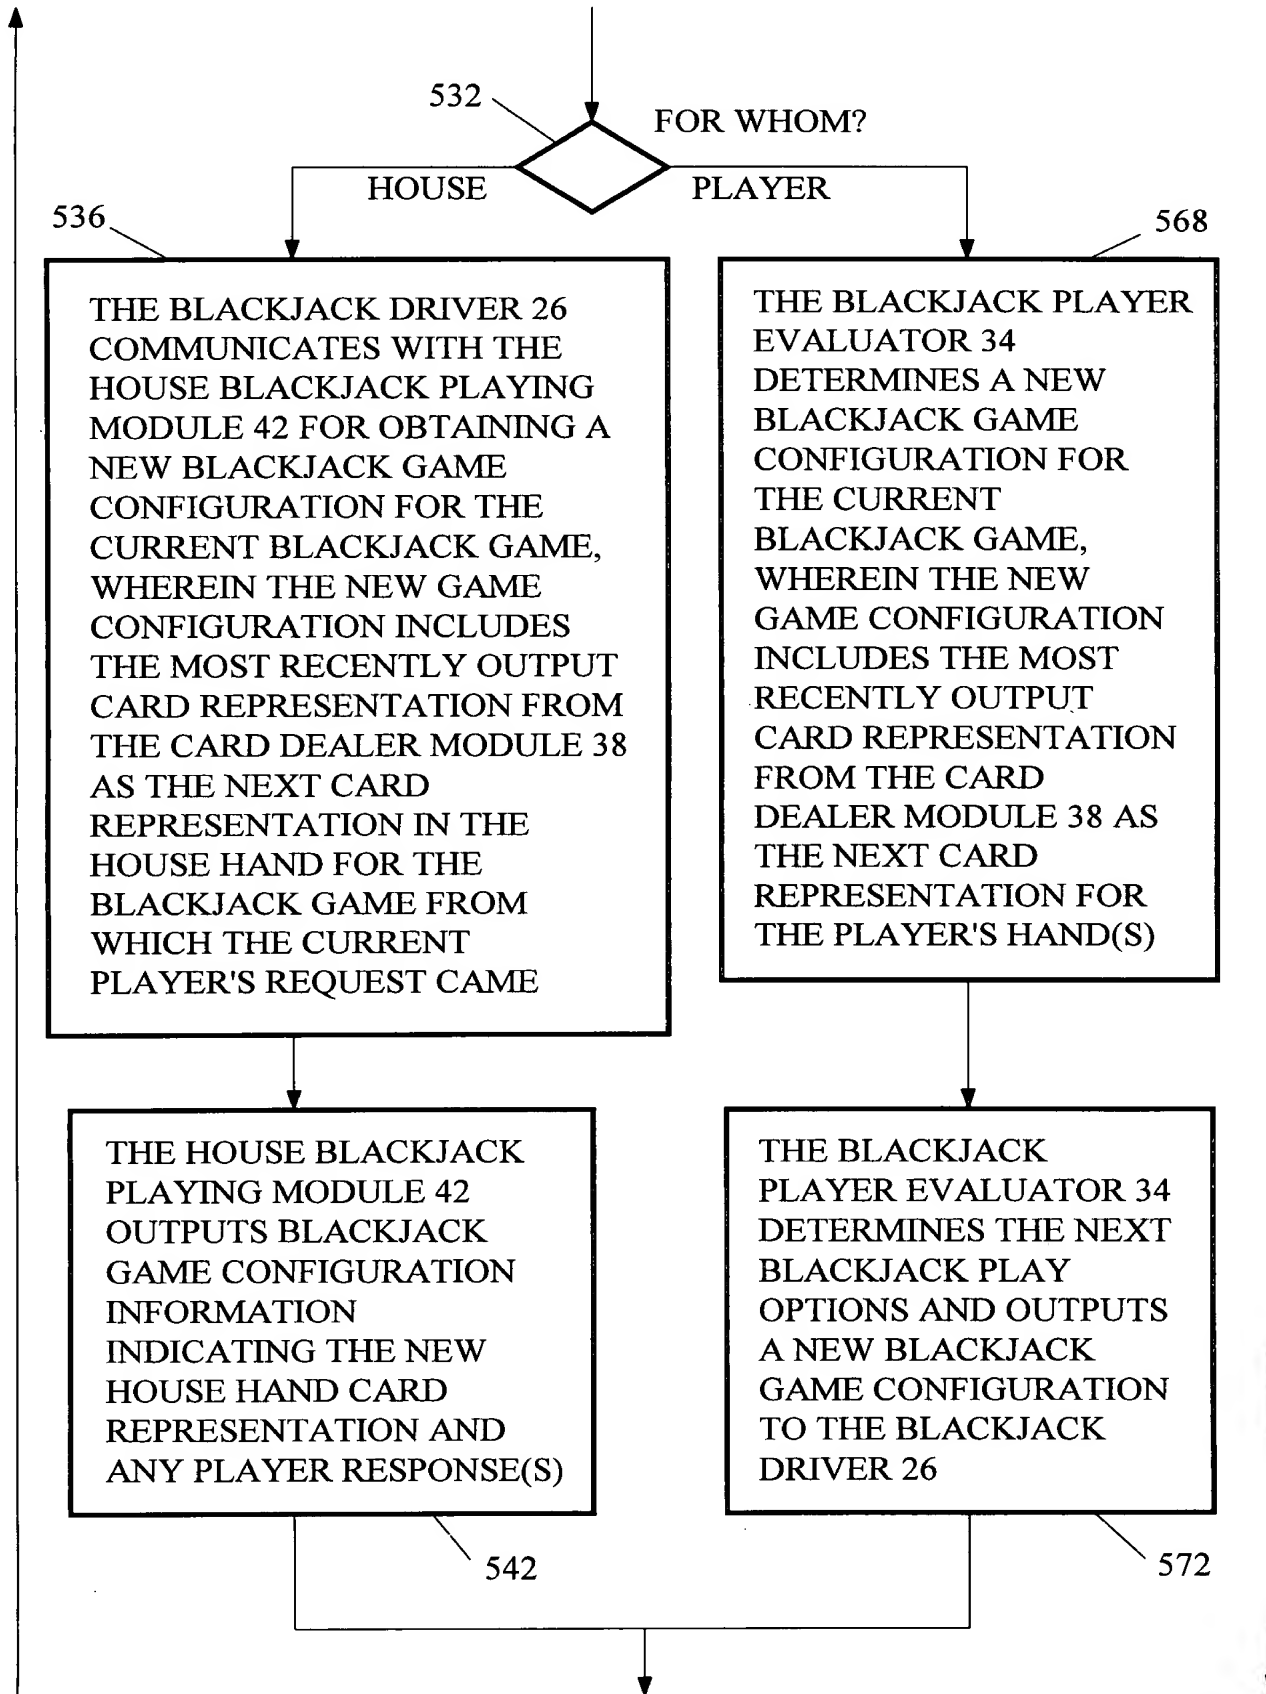 532
FOR WHOM?
HOUSE
PLAYER
536
568
THE BLACKJACK DRIVER 26
COMMUNICATES WITH THE
HOUSE BLACKJACK PLAYING
MODULE 42 FOR OBTAINING A
NEW BLACKJACK GAME
CONFIGURATION FOR THE
CURRENT BLACKJACK GAME,
WHEREIN THE NEW GAME
CONFIGURATION INCLUDES
THE MOST RECENTLY OUTPUT
CARD REPRESENTATION FROM
THE CARD DEALER MODULE 38
AS THE NEXT CARD
REPRESENTATION IN THE
HOUSE HAND FOR THE
BLACKJACK GAME FROM
WHICH THE CURRENT
PLAYER'S REQUEST CAME
THE BLACKJACK PLAYER
EVALUATOR 34
DETERMINES A NEW
BLACKJACK GAME
CONFIGURATION FOR
THE CURRENT
BLACKJACK GAME,
WHEREIN THE NEW
GAME CONFIGURATION
INCLUDES THE MOST
RECENTLY OUTPUT
CARD REPRESENTATION
FROM THE CARD
DEALER MODULE 38 AS
THE NEXT CARD
REPRESENTATION FOR
THE PLAYER'S HAND(S)
THE HOUSE BLACKJACK
PLAYING MODULE 42
OUTPUTS BLACKJACK
GAME CONFIGURATION
INFORMATION
INDICATING THE NEW
HOUSE HAND CARD
REPRESENTATION AND
ANY PLAYER RESPONSE(S)
THE BLACKJACK
PLAYER EVALUATOR 34
DETERMINES THE NEXT
BLACKJACK PLAY
OPTIONS AND OUTPUTS
A NEW BLACKJACK
GAME CONFIGURATION
TO THE BLACKJACK
DRIVER 26
542
572